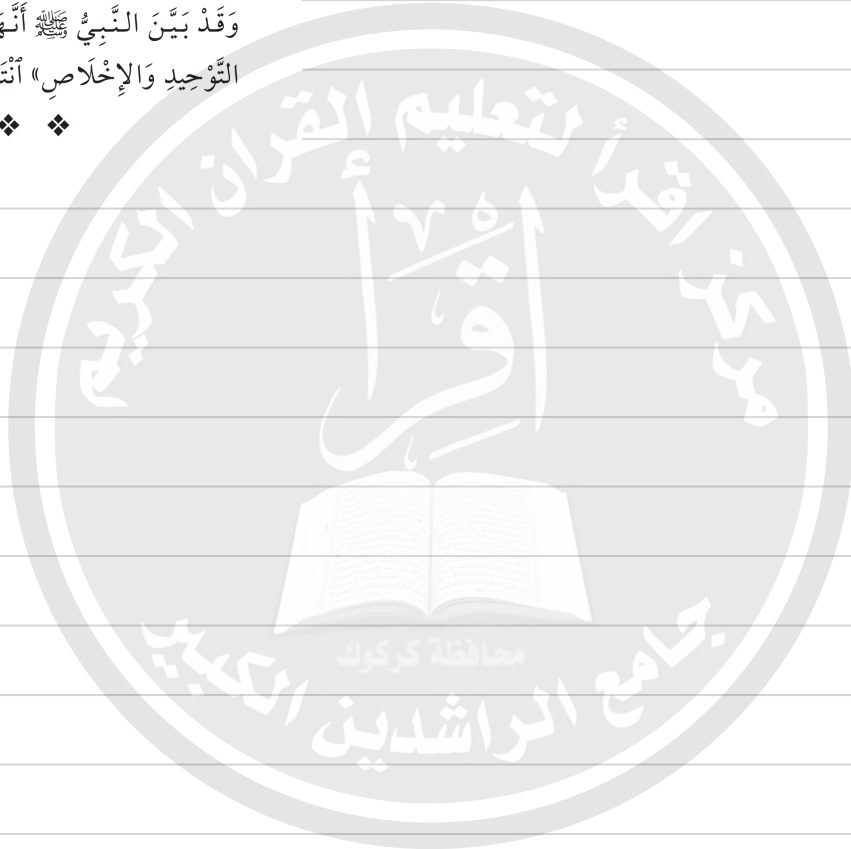 وَقَدْ بَيَّنَ النَّبِيُّ ﷺ
التَّوْحِيدِ وَالإِخْلَاصِ»
❖ ❖
مركز اقرأ لتعليم القرآن الكريم
اقرأ
محافظة كركوك
جامع الراشدين الكبير